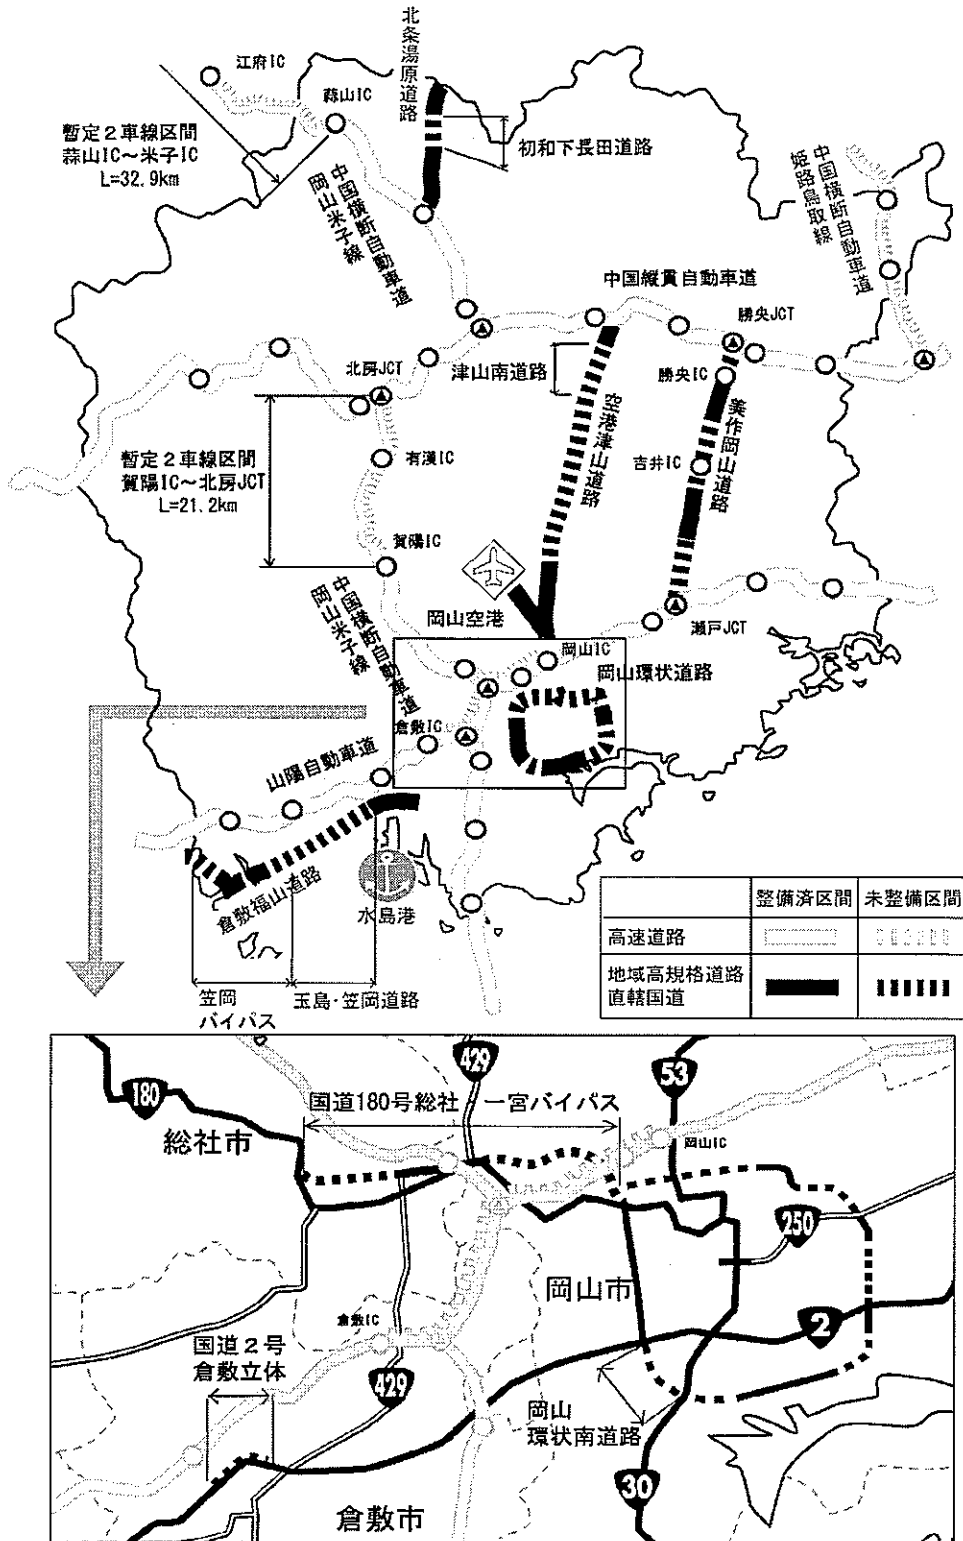 北条湯原道路
江府IC
蒜山IC
暫定２車線区間
蒜山IC～米子IC
L=32.9km
初和下長田道路
中国横断自動車道
岡山米子線
中国横断自動車道
姫路鳥取線
中国縦貫自動車道
勝央JCT
北房JCT
津山南道路
勝央IC
空港津山道路
美作岡山道路
暫定２車線区間
賀陽IC～北房JCT
L=21.2km
有漢IC
吉井IC
賀陽IC
中国横断自動車道
岡山米子線
岡山空港
瀬戸JCT
岡山IC
岡山環状道路
倉敷IC
山陽自動車道
倉敷福山道路
水島港
笠岡
バイパス
玉島・笠岡道路
整備済区間
未整備区間
高速道路
地域高規格道路
直轄国道
429
53
180
国道180号総社　一宮バイパス
総社市
岡山IC
250
岡山市
倉敷IC
2
国道２号
倉敷立体
429
岡山
環状南道路
30
倉敷市